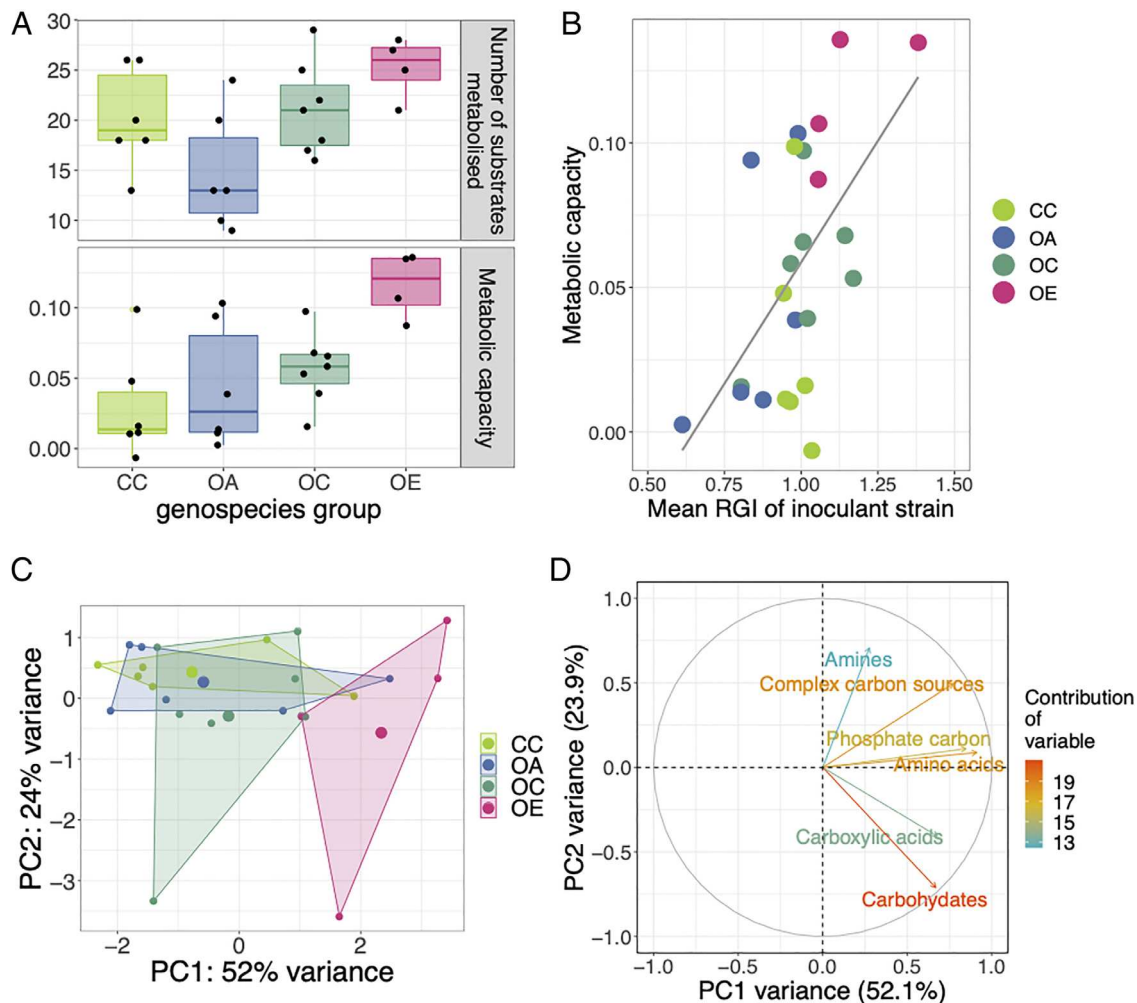 A
30
25
20
15
10
Number of substrates
metabolised
0.10
0.05
0.00
Metabolic capacity
CC OA OC OE
genospecies group
B
Metabolic capacity
0.10
0.05
0.00
0.50 0.75 1.00 1.25 1.50
Mean RGI of inoculant strain
CC
OA
OC
OE
C
PC2: 24% variance
1
0
−1
−2
−3
−2 0 2
PC1: 52% variance
CC
OA
OC
OE
D
PC2 variance (23.9%)
1.0
0.5
0.0
−0.5
−1.0
Amines
Complex carbon sources
Phosphate carbon
Amino acids
Carboxylic acids
Carbohydates
−1.0 −0.5 0.0 0.5 1.0
PC1 variance (52.1%)
Contribution
of
variable
19
17
15
13